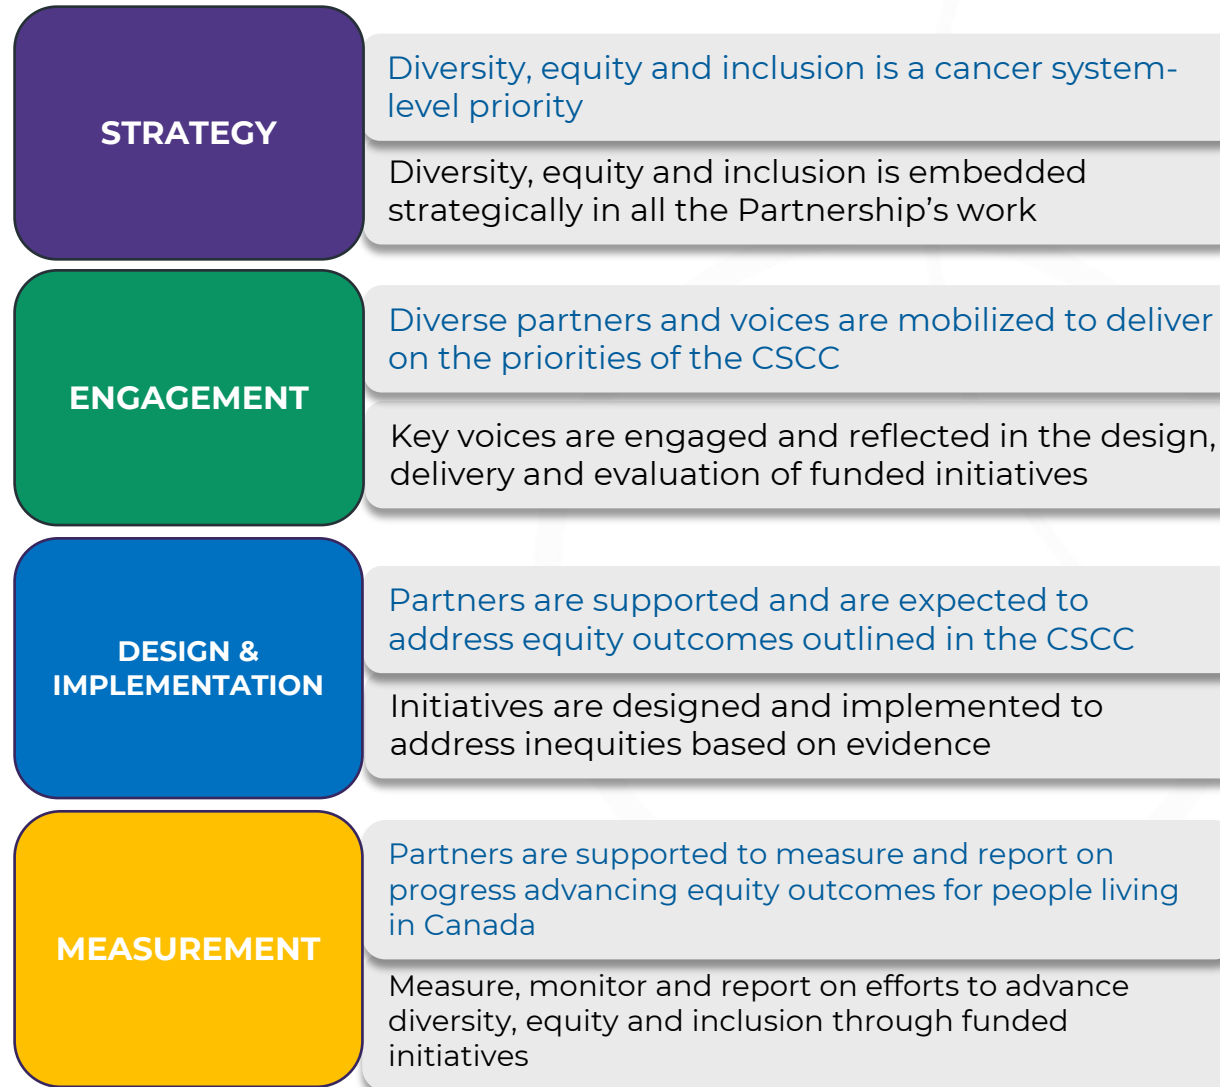 STRATEGY
Diversity, equity and inclusion is a cancer system-
level priority
Diversity, equity and inclusion is embedded
strategically in all the Partnership’s work
ENGAGEMENT
Diverse partners and voices are mobilized to deliver
on the priorities of the CSCC
Key voices are engaged and reflected in the design,
delivery and evaluation of funded initiatives
DESIGN &
IMPLEMENTATION
Partners are supported and are expected to
address equity outcomes outlined in the CSCC
Initiatives are designed and implemented to
address inequities based on evidence
MEASUREMENT
Partners are supported to measure and report on
progress advancing equity outcomes for people living
in Canada
Measure, monitor and report on efforts to advance
diversity, equity and inclusion through funded
initiatives